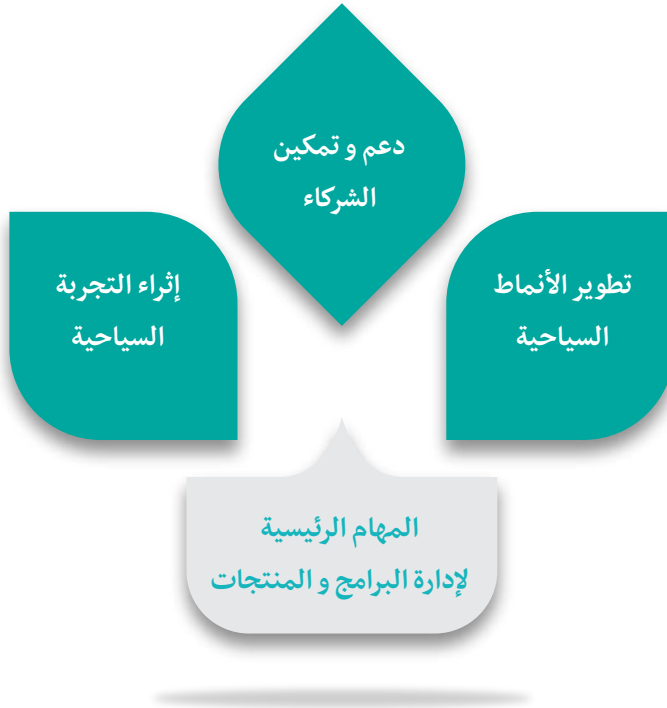 دعم و تمكين
الشركاء
تطوير الأنماط
السياحية
إثراء التجربة
السياحية
المهام الرئيسية
لإدارة البرامج و المنتجات